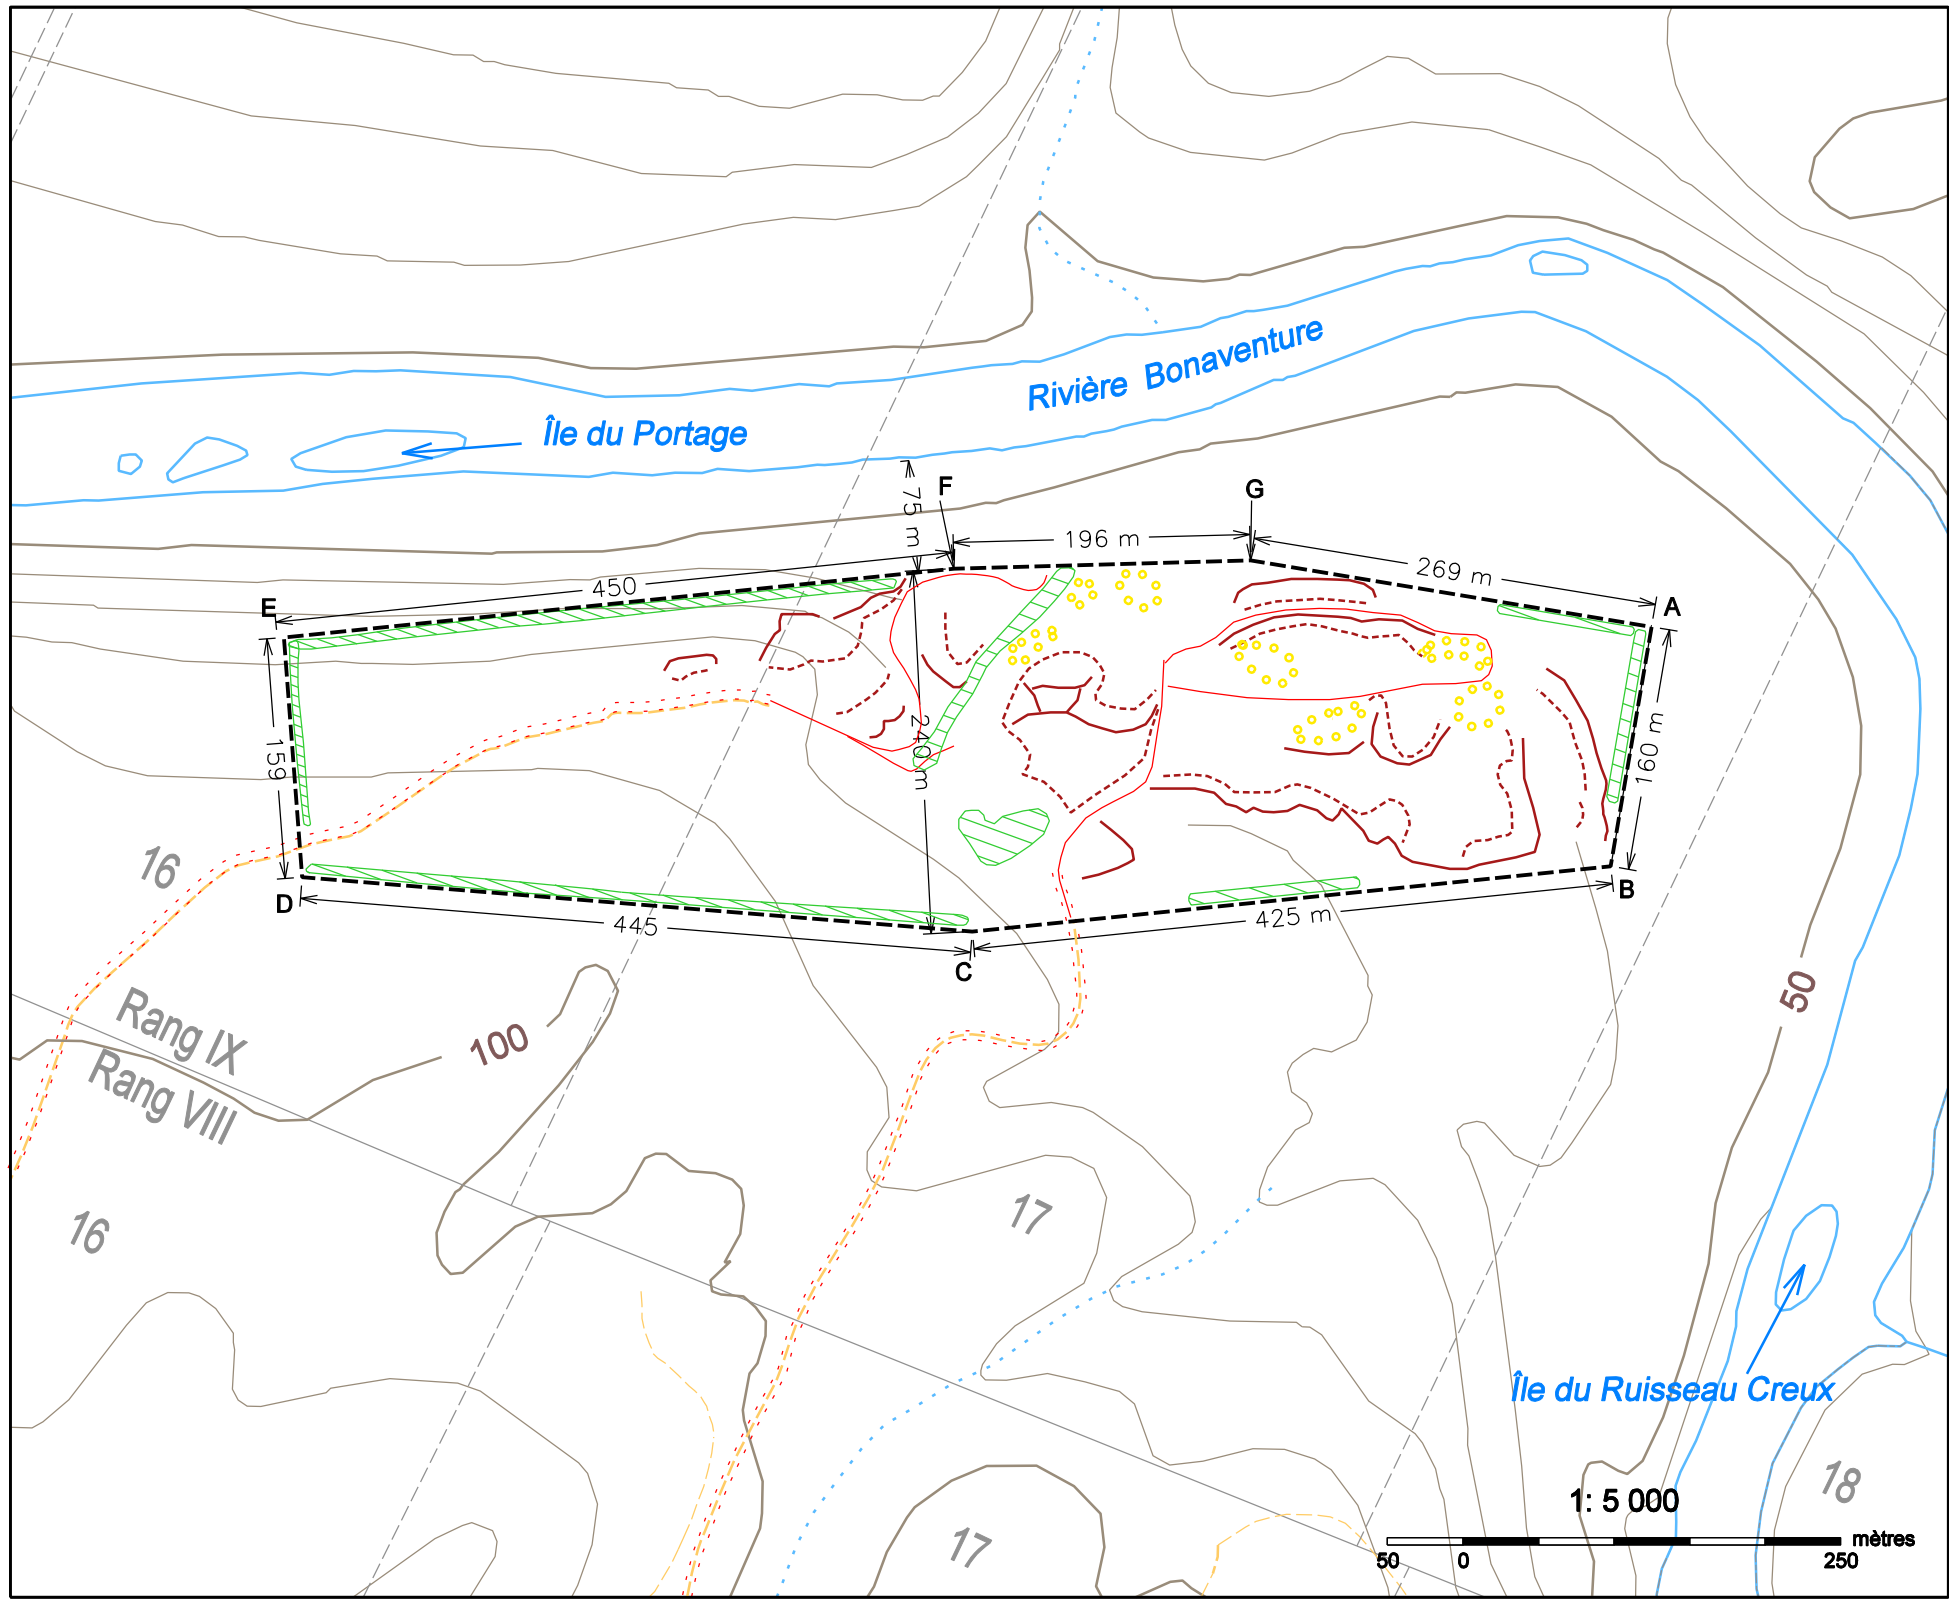 Rivière Bonaventure
Île du Portage
≤ 75 m
F
G
196 m
269 m
450
E
A
159
240 m
160 m
16
D
B
445
425 m
C
50
Rang IX
100
Rang VIII
16
17
Île du Ruisseau Creux
18
1: 5 000
17
mètres
50 0 250